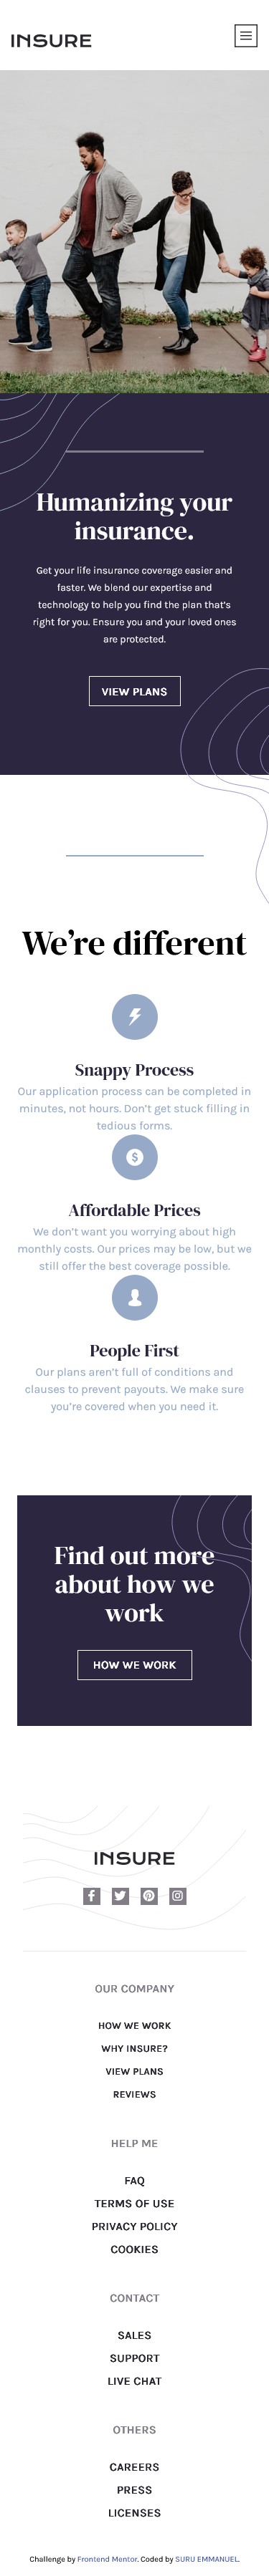 INSURE
Humanizing your
insurance.
Get your life insurance coverage easier and
faster. We blend our expertise and
technology to help you find the plan that’s
right for you. Ensure you and your loved ones
are protected.
VIEW PLANS
We’re different
Snappy Process
Our application process can be completed in
minutes, not hours. Don’t get stuck filling in
tedious forms.
Affordable Prices
We don’t want you worrying about high
monthly costs. Our prices may be low, but we
still offer the best coverage possible.
People First
Our plans aren’t full of conditions and
clauses to prevent payouts. We make sure
you’re covered when you need it.
Find out more
about how we
work
HOW WE WORK
INSURE
OUR COMPANY
HOW WE WORK
WHY INSURE?
VIEW PLANS
REVIEWS
HELP ME
FAQ
TERMS OF USE
PRIVACY POLICY
COOKIES
CONTACT
SALES
SUPPORT
LIVE CHAT
OTHERS
CAREERS
PRESS
LICENSES
Challenge by Frontend Mentor. Coded by SURU EMMANUEL.